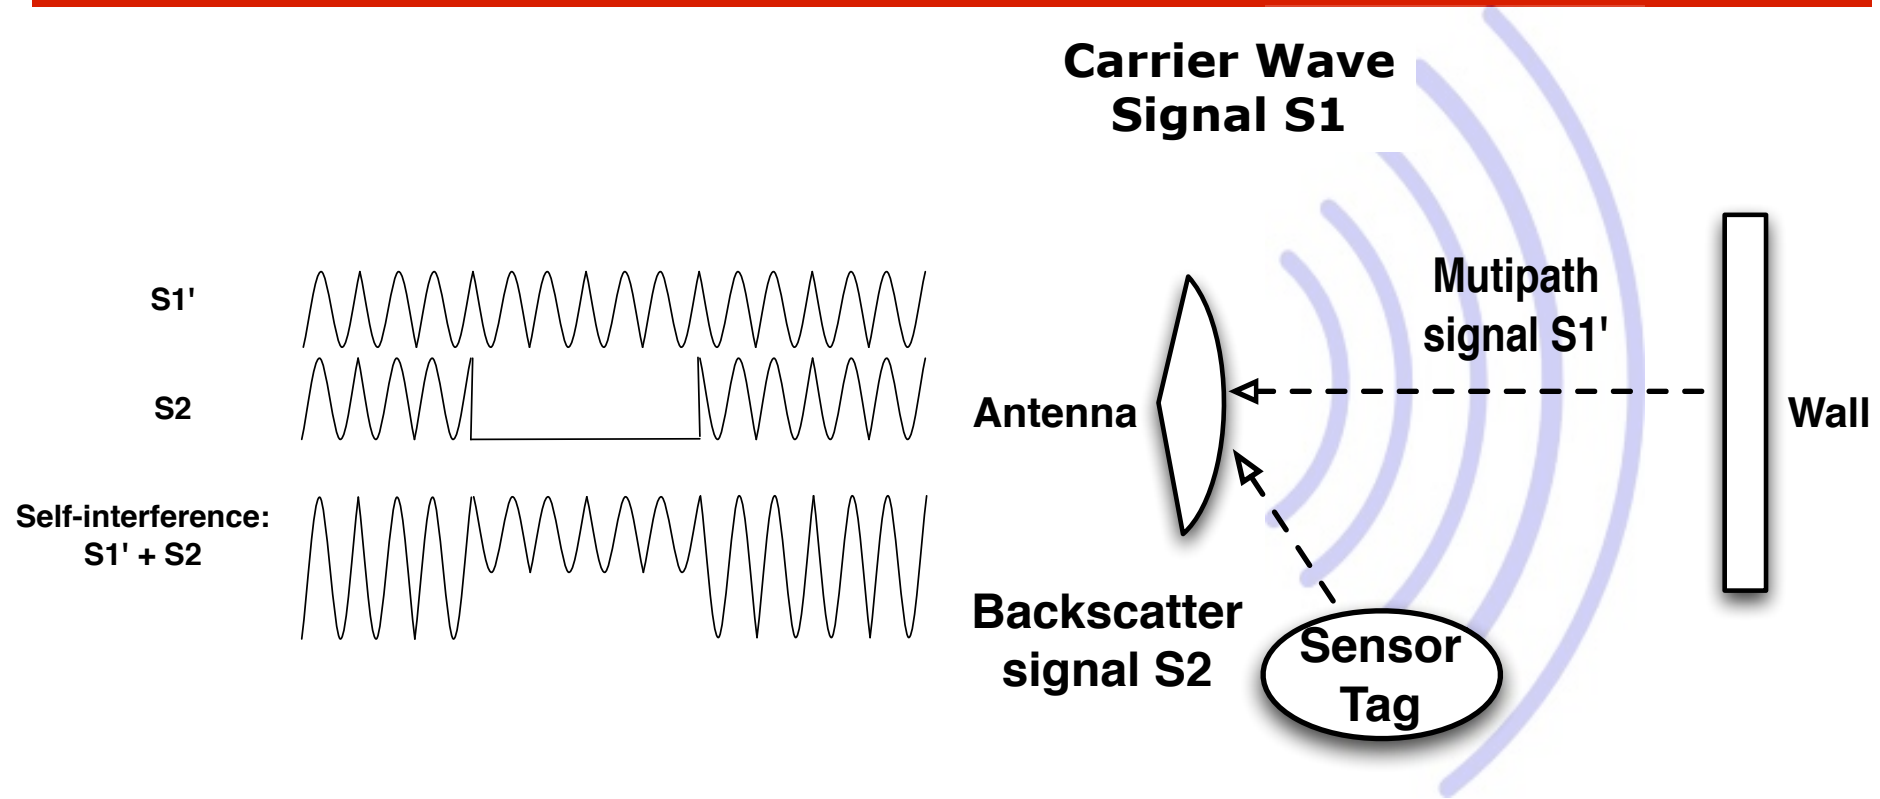 Carrier Wave
Signal S1
S1'
S2
Self-interference:
S1' + S2
Antenna
Mutipath
signal S1'
Wall
Backscatter
signal S2
Sensor
Tag